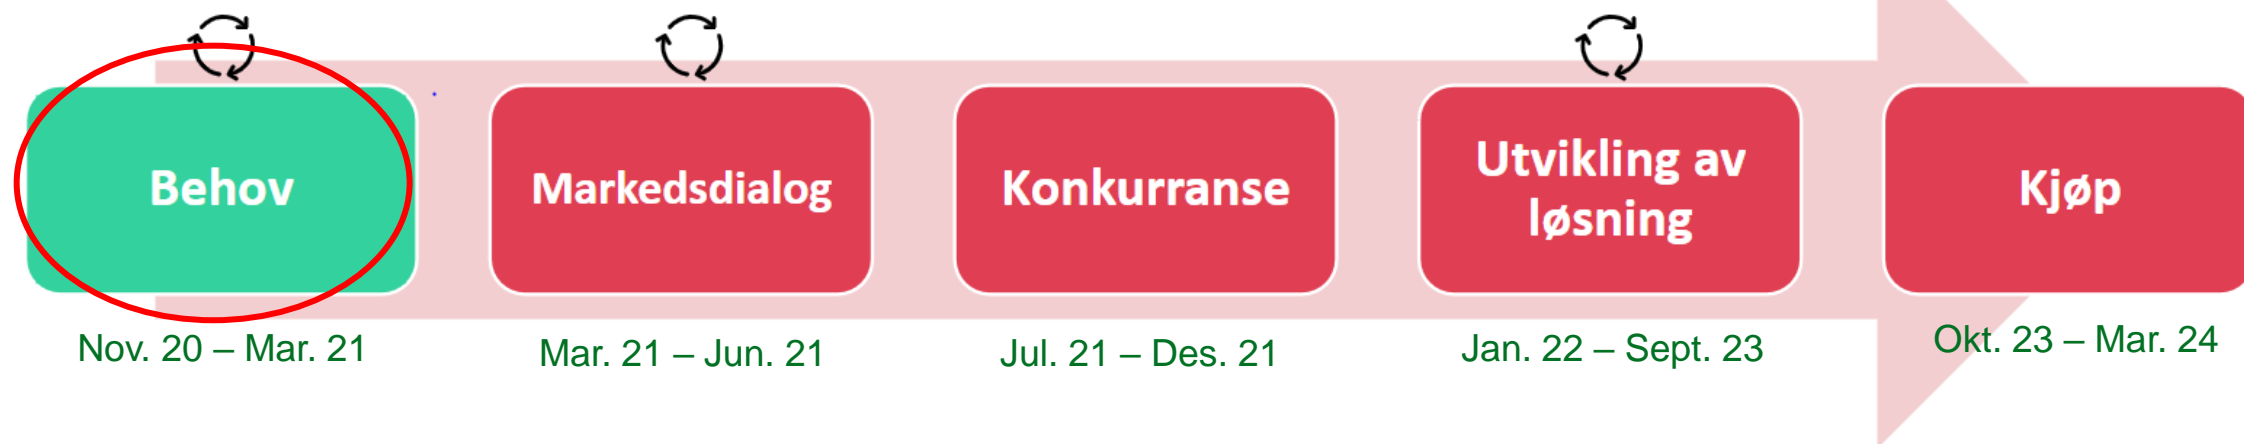 Behov
Markedsdialog
Konkurranse
Utvikling av
løsning
Kjøp
Nov. 20 – Mar. 21
Mar. 21 – Jun. 21
Jul. 21 – Des. 21
Jan. 22 – Sept. 23
Okt. 23 – Mar. 24